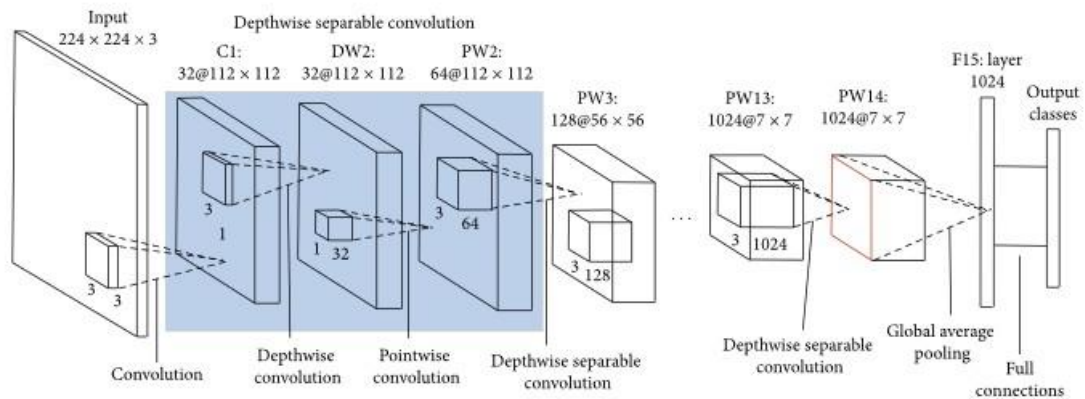 Input
224 × 224 × 3
Depthwise separable convolution
C1:
32@112 × 112
DW2:
32@112 × 112
PW2:
64@112 × 112
PW3:
128@56 × 56
PW13:
1024@7 × 7
PW14:
1024@7 × 7
F15: layer
1024
Output
classes
3
3
3
1
1
32
3
64
3
128
...
3
1024
Convolution
Depthwise
convolution
Pointwise
convolution
Depthwise separable
convolution
Depthwise separable
convolution
Global average
pooling
Full
connections